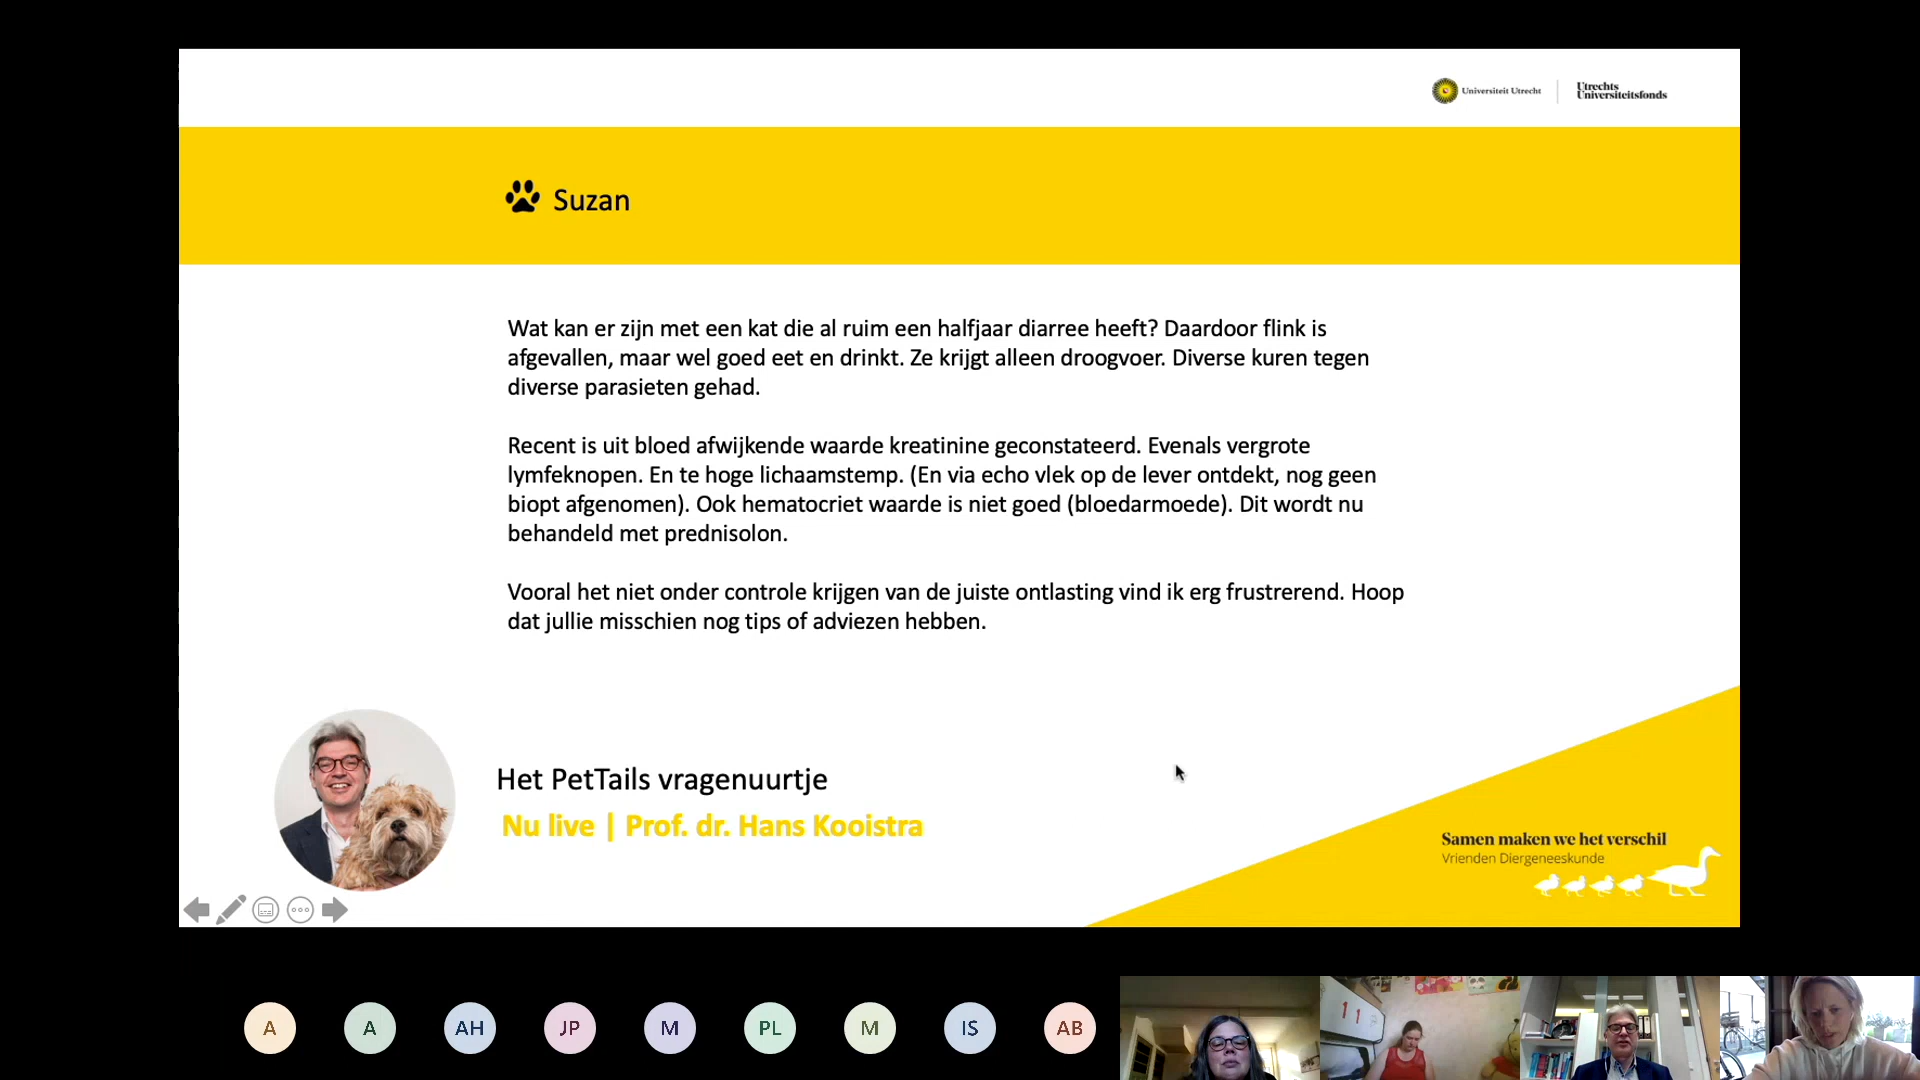 Universiteit Utrecht
Utrechts
Universiteitsfonds
Suzan
Wat kan er zijn met een kat die al ruim een halfjaar diarree heeft? Daardoor flink is
afgevallen, maar wel goed eet en drinkt. Ze krijgt alleen droogvoer. Diverse kuren tegen
diverse parasieten gehad.
Recent is uit bloed afwijkende waarde kreatinine geconstateerd. Evenals vergrote
lymfeknopen. En te hoge lichaamstemp. (En via echo vlek op de lever ontdekt, nog geen
biopt afgenomen). Ook hematocriet waarde is niet goed (bloedarmoede). Dit wordt nu
behandeld met prednisolon.
Vooral het niet onder controle krijgen van de juiste ontlasting vind ik erg frustrerend. Hoop
dat jullie misschien nog tips of adviezen hebben.
Het PetTails vragenuurtje
Nu live | Prof. dr. Hans Kooistra
Samen maken we het verschil
Vrienden Diergeneeskunde
A
A
AH
JP
M
PL
M
IS
AB
1 1